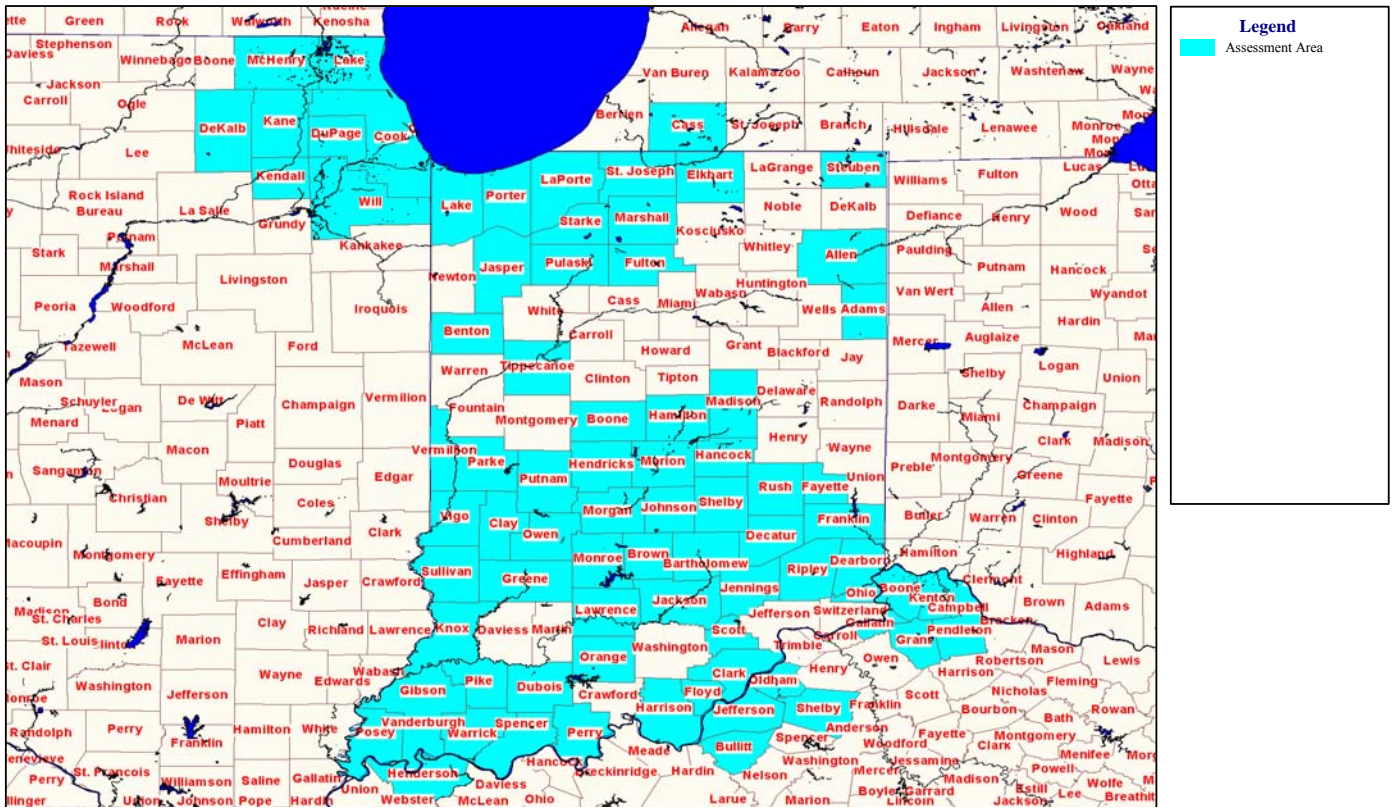 Legend
Assessment Area
Green
Rock
Walworth
Kenosha
Allegan
Barry
Eaton
Ingham
Livingston
Oakland
Stephenson
Winnebago
Boone
McHenry
Lake
Van Buren
Kalamazoo
Calhoun
Jackson
Washtenaw
Wayne
Jackson
Carroll
Ogle
DeKalb
Kane
DuPage
Cook
Berrien
Cass
St. Joseph
Branch
Hillsdale
Lenawee
Monroe
Lee
Kendall
Will
Rock Island
Bureau
La Salle
Grundy
Kankakee
Lake
Porter
LaPorte
St. Joseph
Elkhart
LaGrange
Steuben
Williams
Fulton
Lucas
Starke
Marshall
Kosciusko
Noble
DeKalb
Defiance
Henry
Wood
Stark
Putnam
Marshall
Livingston
Newton
Jasper
Pulaski
Fulton
Whitley
Allen
Paulding
Putnam
Hancock
Peoria
Woodford
Iroquois
White
Cass
Miami
Wabash
Huntington
Wells
Adams
Van Wert
Allen
Wyandot
Hardin
Tazewell
McLean
Ford
Benton
Carroll
Howard
Grant
Blackford
Jay
Mercer
Auglaize
Mason
Warren
Tippecanoe
Clinton
Tipton
Delaware
Randolph
Shelby
Logan
Union
Schuyler
Logan
De Witt
Champaign
Vermilion
Fountain
Montgomery
Boone
Hamilton
Madison
Darke
Miami
Champaign
Menard
Piatt
Macon
Henry
Wayne
Clark
Madison
Sangamon
Douglas
Edgar
Vermillion
Parke
Putnam
Hendricks
Marion
Hancock
Preble
Montgomery
Greene
Christian
Moultrie
Coles
Rush
Fayette
Union
Fayette
Shelby
Cumberland
Clark
Vigo
Clay
Owen
Morgan
Johnson
Shelby
Franklin
Butler
Warren
Clinton
Macoupin
Montgomery
Decatur
Hamilton
Highland
Fayette
Effingham
Jasper
Crawford
Sullivan
Greene
Monroe
Brown
Bartholomew
Jennings
Ripley
Dearborn
Clermont
Madison
Bond
Lawrence
Jackson
Ohio
Boone
Kenton
Campbell
Brown
Adams
St. Charles
St. Louis
Clinton
Marion
Clay
Richland
Lawrence
Knox
Daviess
Martin
Scott
Jefferson
Switzerland
Gallatin
Bracken
Pendleton
Grant
Carroll
Trimble
Mason
Lewis
St. Clair
Washington
Jefferson
Wayne
Edwards
Wabash
Gibson
Pike
Dubois
Orange
Washington
Crawford
Clark
Floyd
Oldham
Henry
Owen
Harrison
Robertson
Fleming
Randolph
Perry
Hamilton
White
Posey
Vanderburgh
Warrick
Spencer
Perry
Harrison
Jefferson
Shelby
Franklin
Scott
Nicholas
Bourbon
Rowan
Bath
Franklin
Meade
Bullitt
Spencer
Anderson
Woodford
Fayette
Clark
Montgomery
Menifee
Perry
St. Francois
Williamson
Saline
Gallatin
Union
Henderson
Hancock
Daviess
Breckinridge
Hardin
Nelson
Washington
Mercer
Jessamine
Madison
Powell
Wolfe
Union
Johnson
Pope
Hardin
Webster
McLean
Ohio
Larue
Marion
Boyle
Garrard
Lincoln
Estill
Jackson
Lee
Breathit